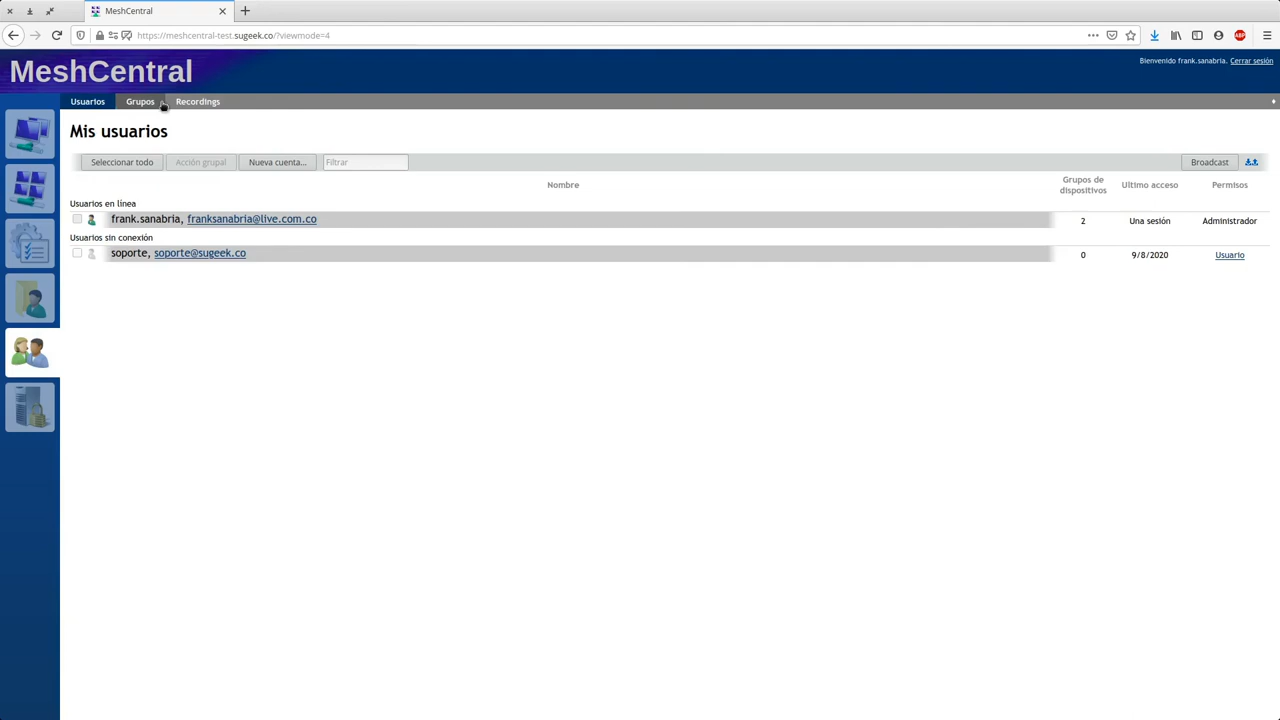 MeshCentral
https://meshcentral-test.sugeek.co/?viewmode=4
ABP
MeshCentral
Bienvenido frank.sanabria. Cerrar sesión
Usuarios Grupos Recordings
Mis usuarios
Seleccionar todo Acción grupal Nueva cuenta... Filtrar Broadcast
Nombre Grupos de dispositivos Ultimo acceso Permisos
Usuarios en línea
frank.sanabria, franksanabria@live.com.co 2 Una sesión Administrador
Usuarios sin conexión
soporte, soporte@sugeek.co 0 9/8/2020 Usuario